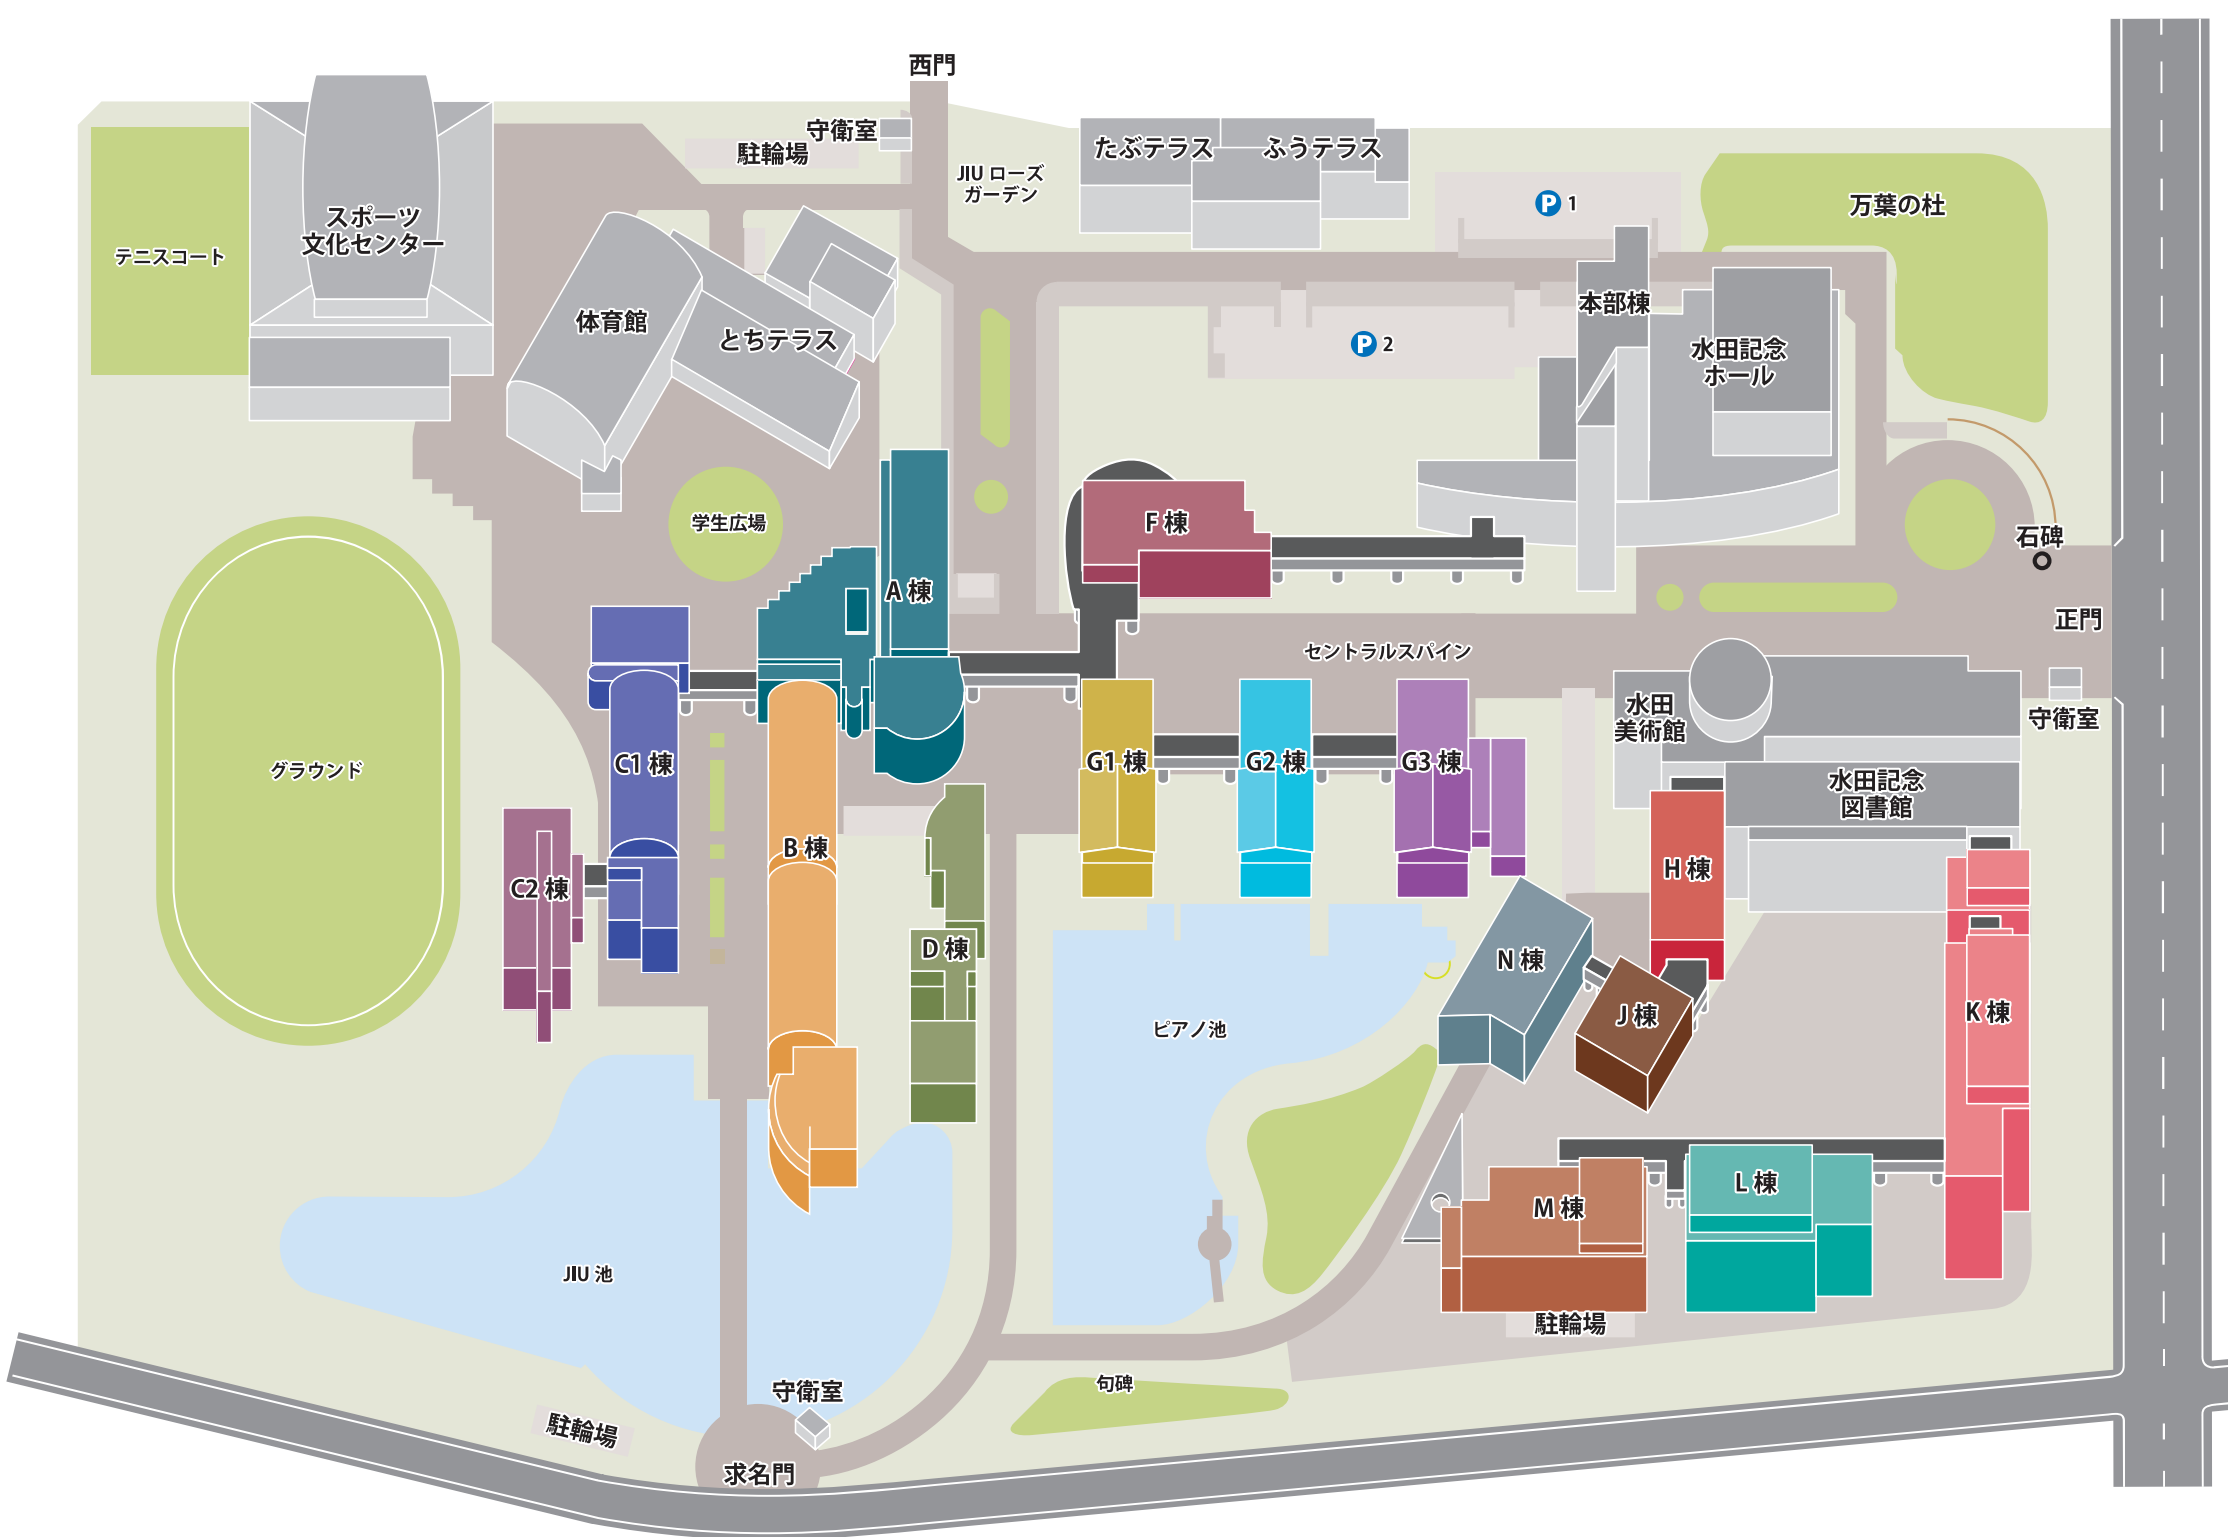 西門
守衛室
駐輪場
JIU ローズ
ガーデン
たぶテラス
ふうテラス
P 1
万葉の杜
スポーツ
文化センター
テニスコート
体育館
とちテラス
P 2
本部棟
水田記念
ホール
学生広場
F 棟
石碑
A 棟
正門
セントラルスパイン
水田
美術館
守衛室
グラウンド
C1 棟
G1 棟
G2 棟
G3 棟
水田記念
図書館
B 棟
H 棟
C2 棟
D 棟
N 棟
J 棟
K 棟
ピアノ池
L 棟
M 棟
JIU 池
駐輪場
守衛室
句碑
駐輪場
求名門